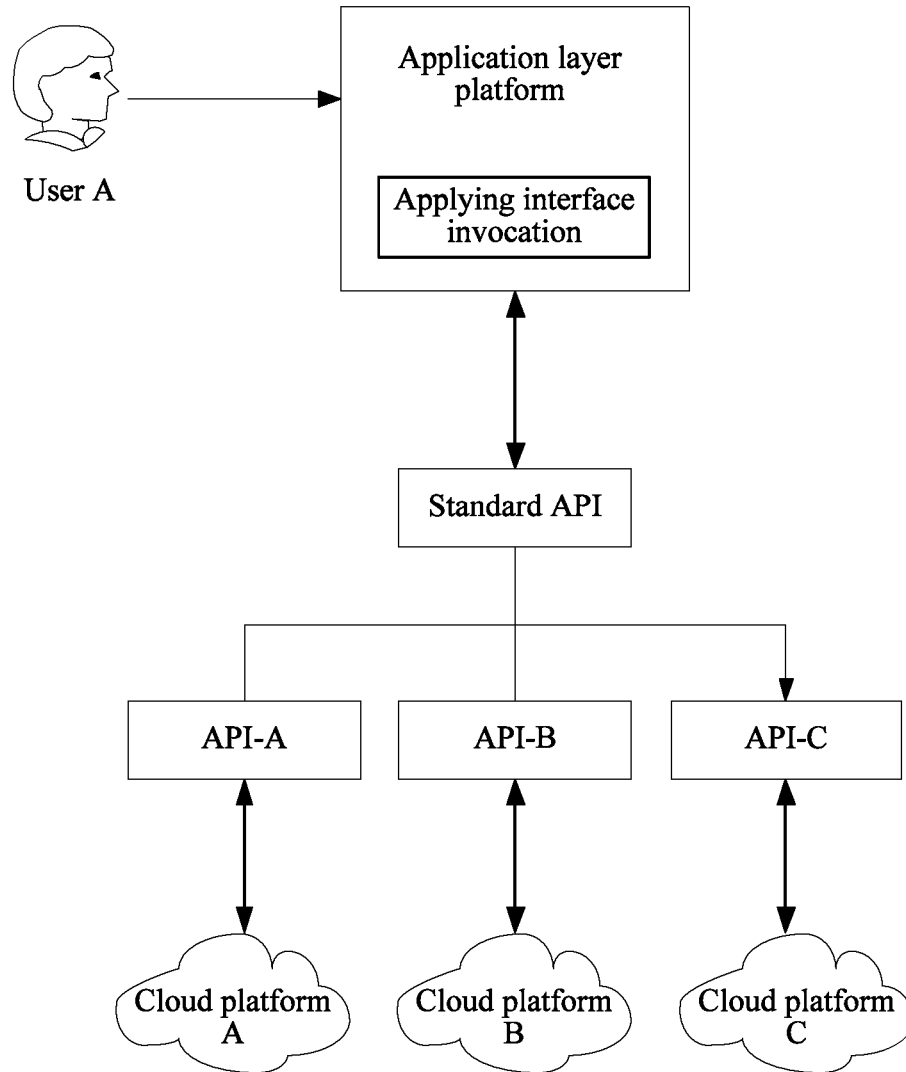 Application layer
platform
User A
Applying interface
invocation
Standard API
API-A
API-B
API-C
Cloud platform
A
Cloud platform
B
Cloud platform
C